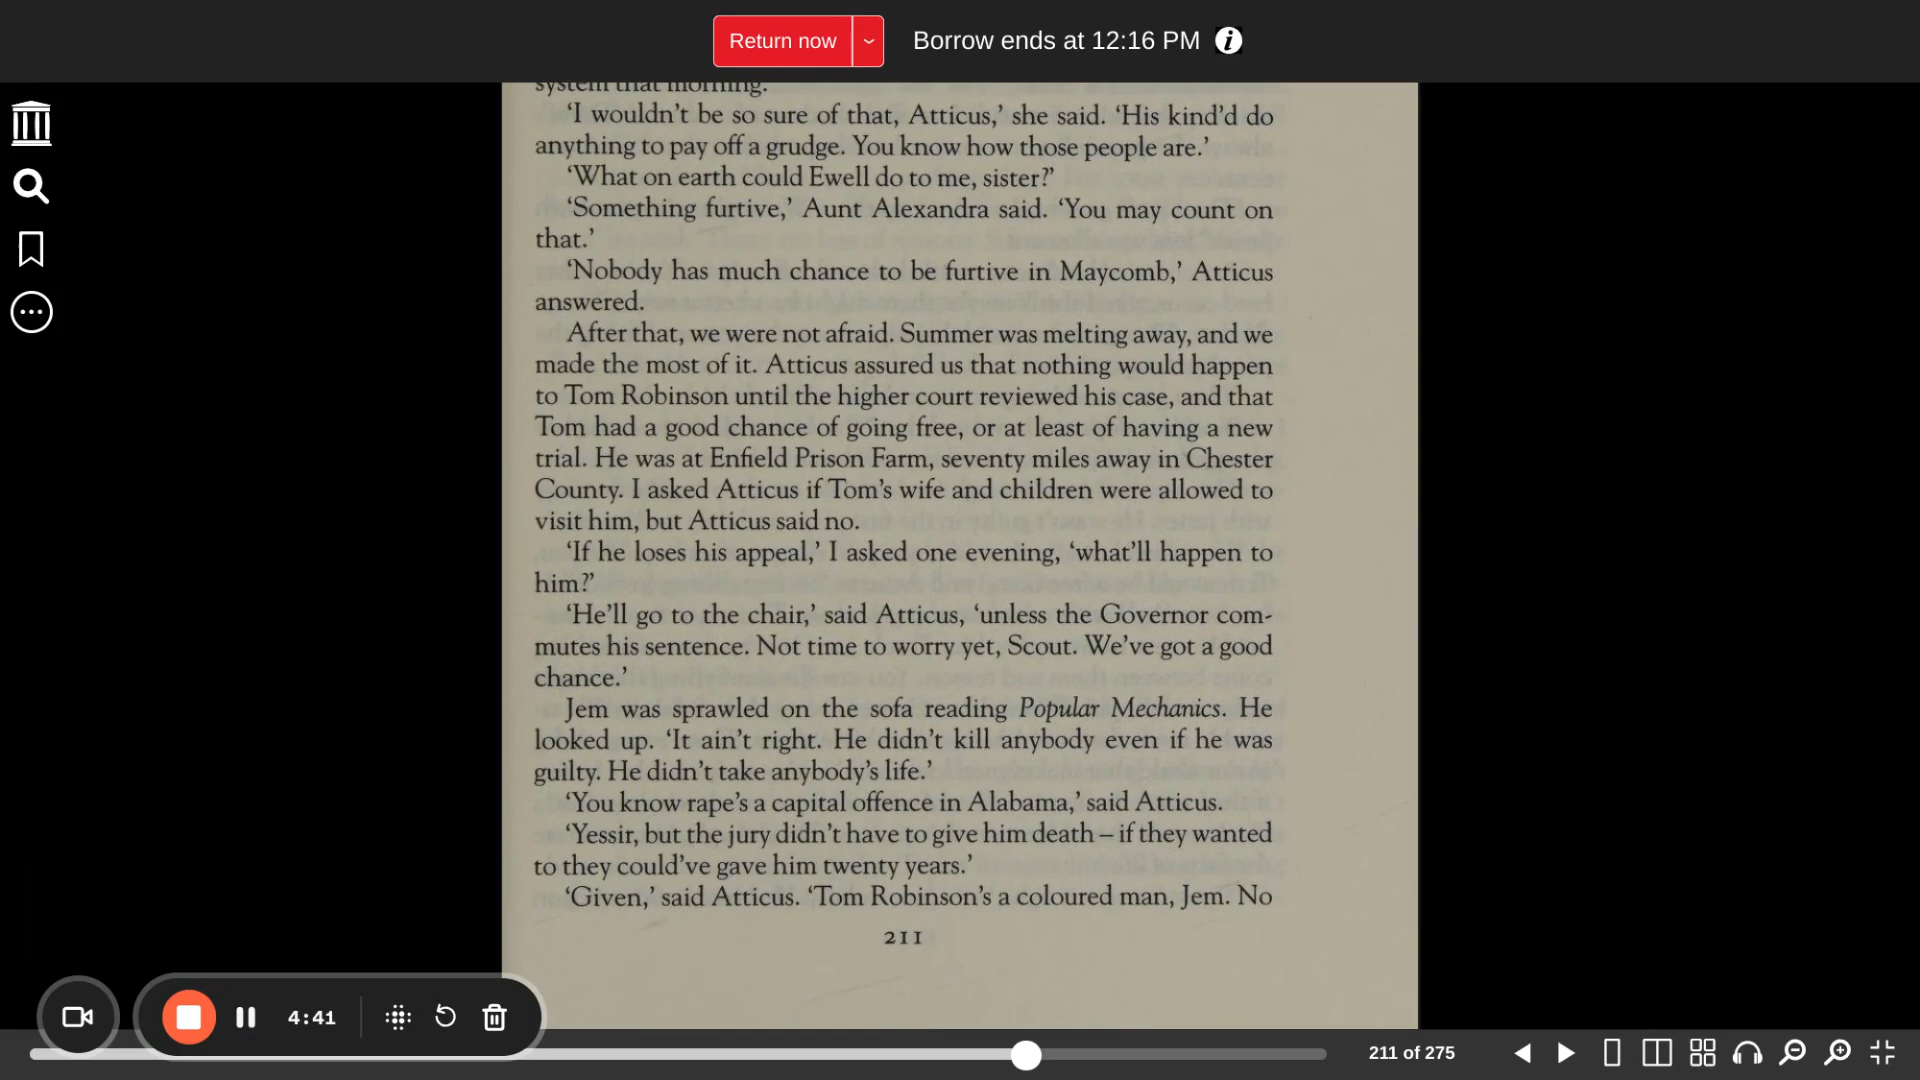 Return now
Borrow ends at 12:16 PM
system that morning.
‘I wouldn’t be so sure of that, Atticus,’ she said. ‘His kind’d do
anything to pay off a grudge. You know how those people are.’
‘What on earth could Ewell do to me, sister?’
‘Something furtive,’ Aunt Alexandra said. ‘You may count on
that.’
‘Nobody has much chance to be furtive in Maycomb,’ Atticus
answered.
After that, we were not afraid. Summer was melting away, and we
made the most of it. Atticus assured us that nothing would happen
to Tom Robinson until the higher court reviewed his case, and that
Tom had a good chance of going free, or at least of having a new
trial. He was at Enfield Prison Farm, seventy miles away in Chester
County. I asked Atticus if Tom’s wife and children were allowed to
visit him, but Atticus said no.
‘If he loses his appeal,’ I asked one evening, ‘what’ll happen to
him?’
‘He’ll go to the chair,’ said Atticus, ‘unless the Governor com-
mutes his sentence. Not time to worry yet, Scout. We’ve got a good
chance.’
Jem was sprawled on the sofa reading Popular Mechanics. He
looked up. ‘It ain’t right. He didn’t kill anybody even if he was
guilty. He didn’t take anybody’s life.’
‘You know rape’s a capital offence in Alabama,’ said Atticus.
‘Yessir, but the jury didn’t have to give him death – if they wanted
to they could’ve gave him twenty years.’
‘Given,’ said Atticus. ‘Tom Robinson’s a coloured man, Jem. No
211
4:41
211 of 275